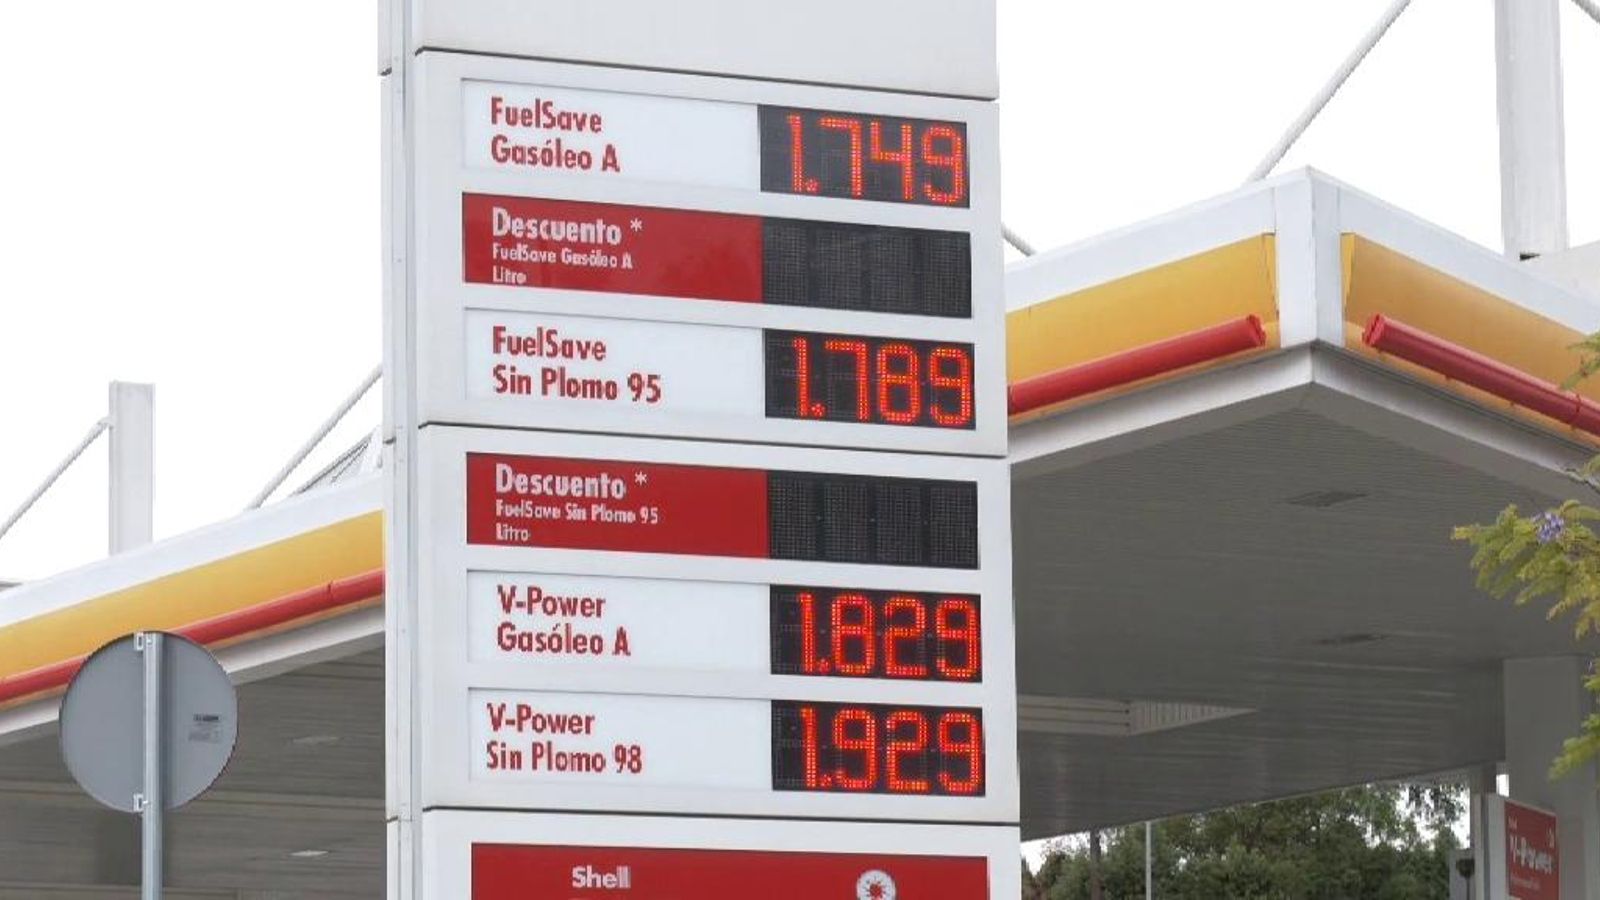 FuelSave
Gasóleo A
1.749
Descuento *
FuelSave Gasóleo A
Litro
FuelSave
Sin Plomo 95
1.789
Descuento *
FuelSave Sin Plomo 95
Litro
V-Power
Gasóleo A
1.829
V-Power
Sin Plomo 98
1.929
Shell
V-Power